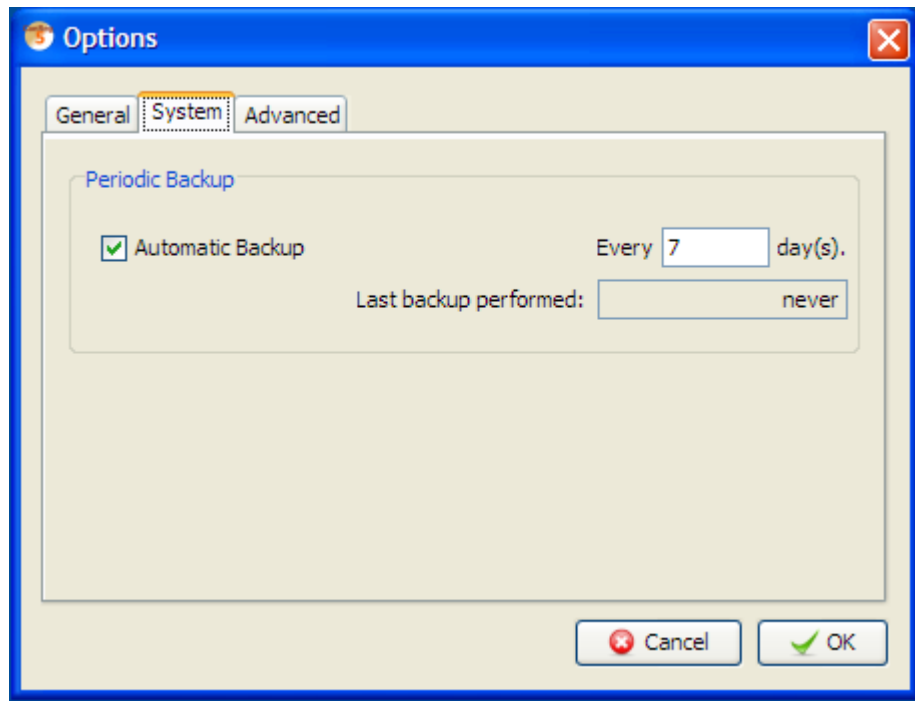 Options
General System Advanced
Periodic Backup
Automatic Backup Every 7 day(s).
Last backup performed: never
Cancel OK